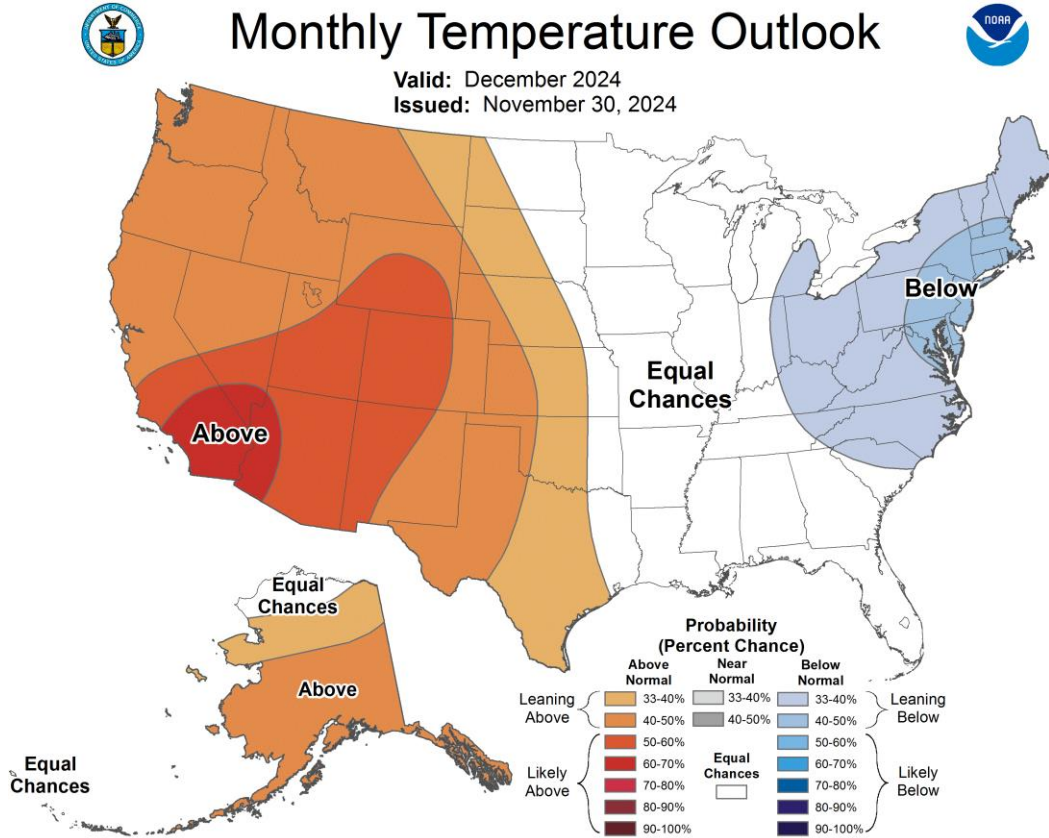 Monthly Temperature Outlook
NOAA
Valid: December 2024
Issued: November 30, 2024
Below
Equal
Chances
Above
Equal
Chances
Above
Equal
Chances
Probability
(Percent Chance)
Above
Normal
Near
Normal
Below
Normal
Leaning
Above
33-40%
33-40%
33-40%
Leaning
Below
40-50%
40-50%
40-50%
Likely
Above
50-60%
60-70%
70-80%
80-90%
90-100%
Equal
Chances
50-60%
60-70%
70-80%
80-90%
90-100%
Likely
Below